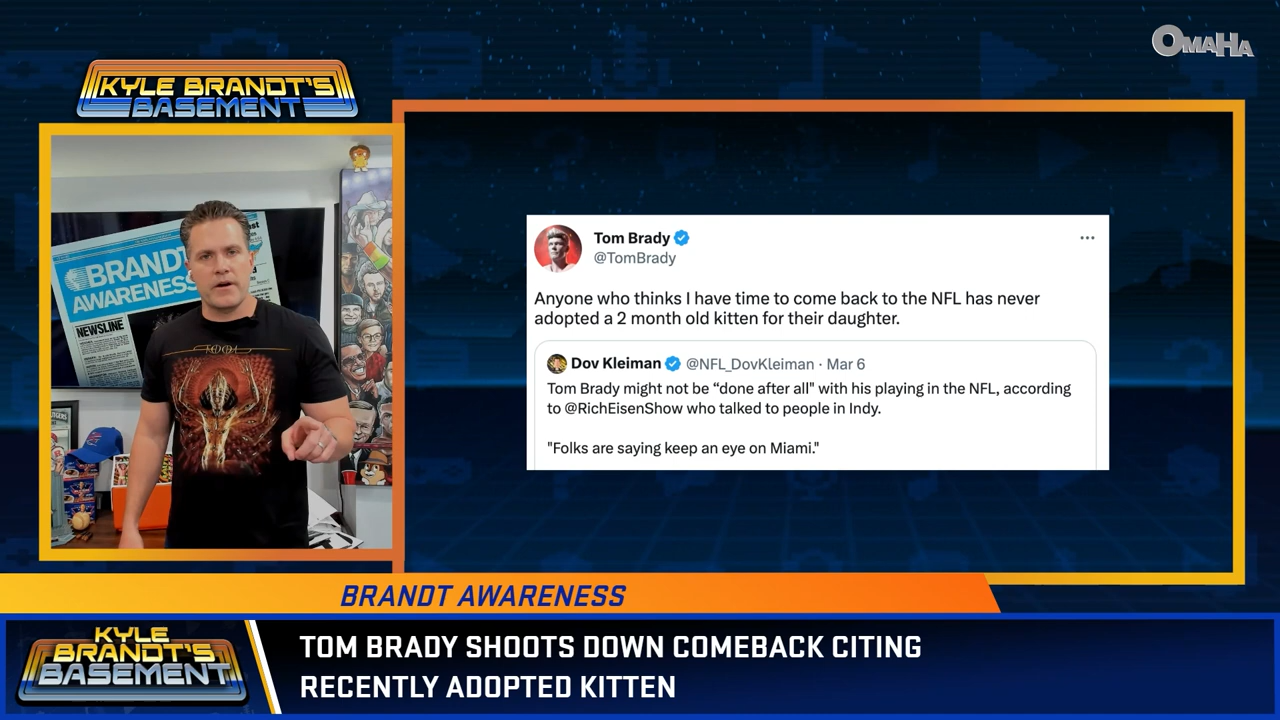 OMAHA
KYLE BRANDT'S
BASEMENT
BRANDT
AWARENESS
NEWSLINE
TOOL
Tom Brady
@TomBrady
Anyone who thinks I have time to come back to the NFL has never
adopted a 2 month old kitten for their daughter.
Dov Kleiman @NFL_DovKleiman · Mar 6
Tom Brady might not be “done after all" with his playing in the NFL, according
to @RichEisenShow who talked to people in Indy.
"Folks are saying keep an eye on Miami."
BRANDT AWARENESS
KYLE
BRANDT'S
BASEMENT
TOM BRADY SHOOTS DOWN COMEBACK CITING
RECENTLY ADOPTED KITTEN